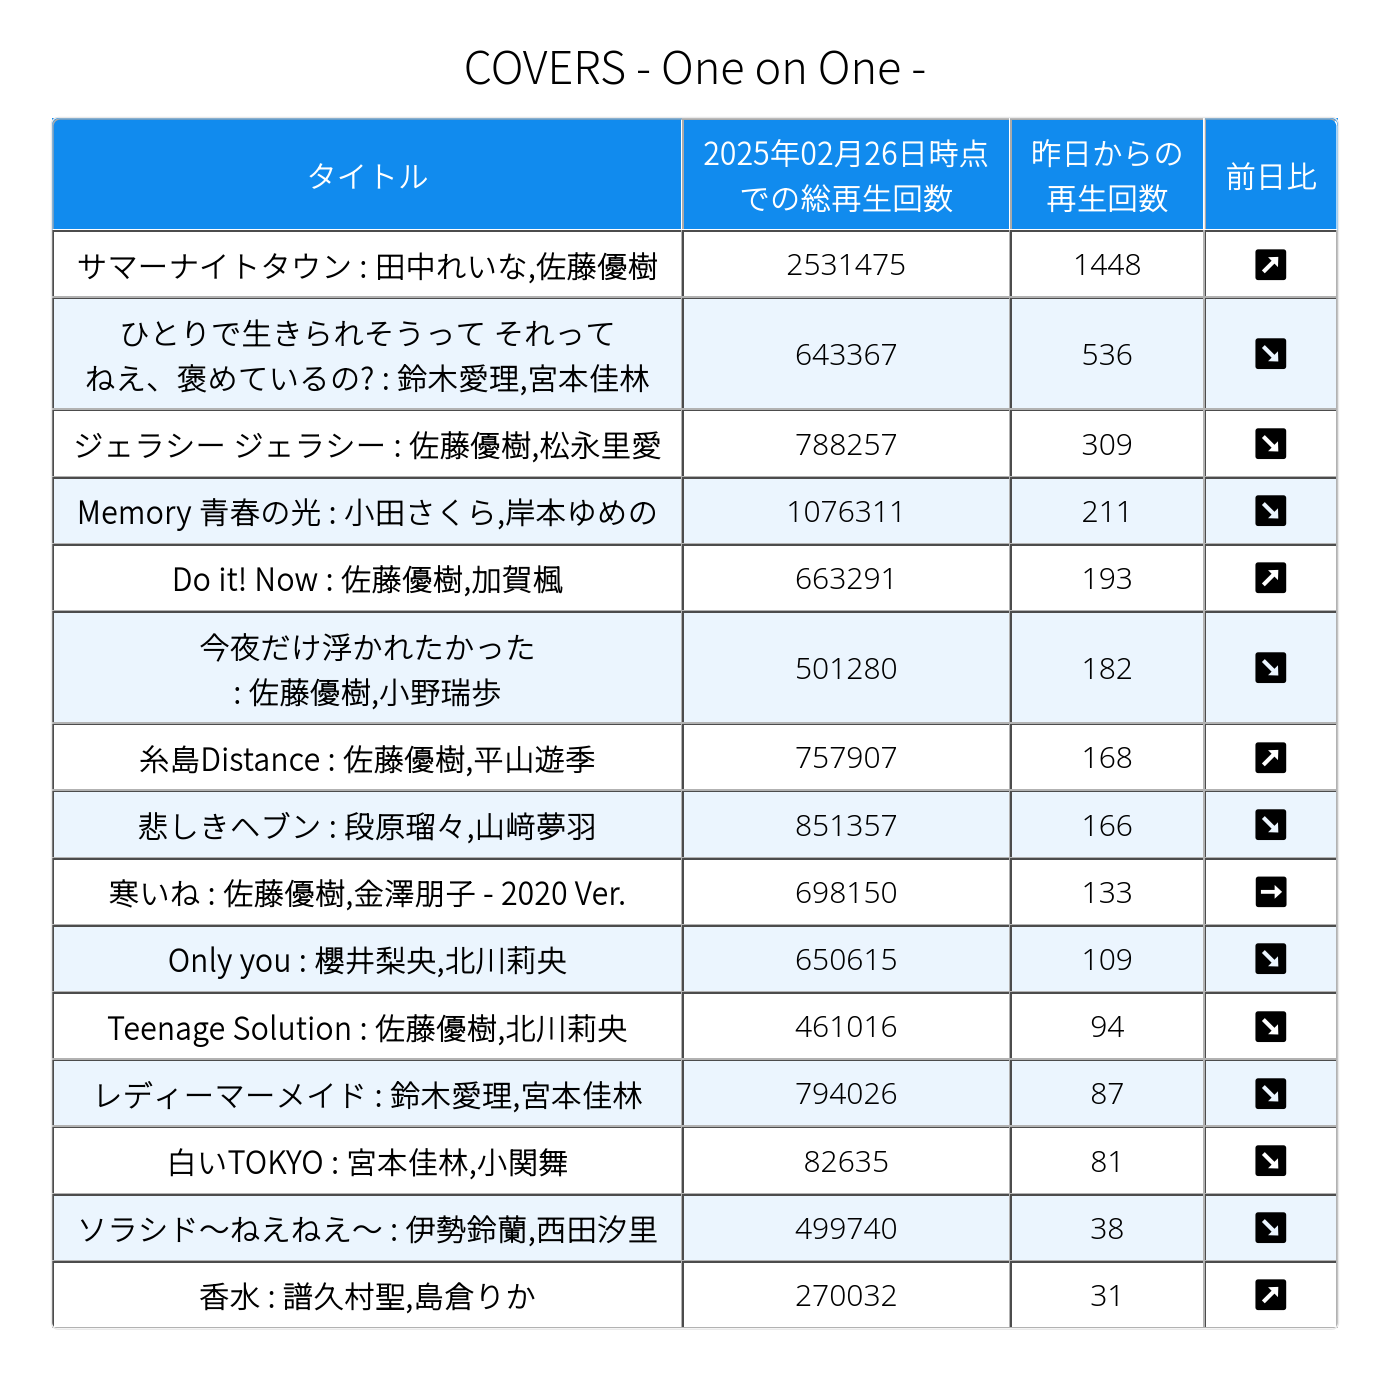 COVERS - One on One -
タイトル
2025年02月26日時点
での総再生回数
昨日からの
再生回数
前日比
サマーナイトタウン : 田中れいな,佐藤優樹 2531475 1448
ひとりで生きられそうって それって
ねえ、褒めているの? : 鈴木愛理,宮本佳林 643367 536
ジェラシー ジェラシー : 佐藤優樹,松永里愛 788257 309
Memory 青春の光 : 小田さくら,岸本ゆめの 1076311 211
Do it! Now : 佐藤優樹,加賀楓 663291 193
今夜だけ浮かれたかった
: 佐藤優樹,小野瑞歩 501280 182
糸島Distance : 佐藤優樹,平山遊季 757907 168
悲しきヘブン : 段原瑠々,山﨑夢羽 851357 166
寒いね : 佐藤優樹,金澤朋子 - 2020 Ver. 698150 133
Only you : 櫻井梨央,北川莉央 650615 109
Teenage Solution : 佐藤優樹,北川莉央 461016 94
レディーマーメイド : 鈴木愛理,宮本佳林 794026 87
白いTOKYO : 宮本佳林,小関舞 82635 81
ソラシド〜ねえねえ〜 : 伊勢鈴蘭,西田汐里 499740 38
香水 : 譜久村聖,島倉りか 270032 31